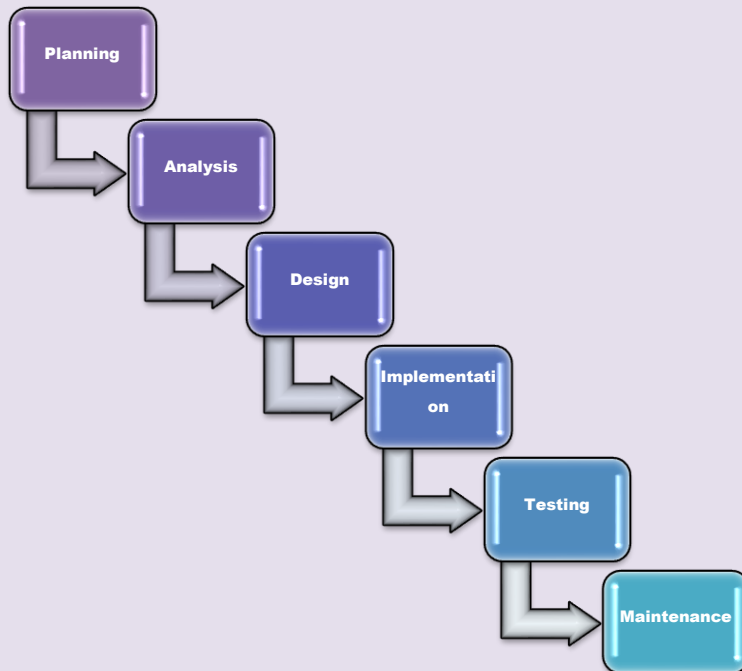 Planning
Analysis
Design
Implementati
on
Testing
Maintenance